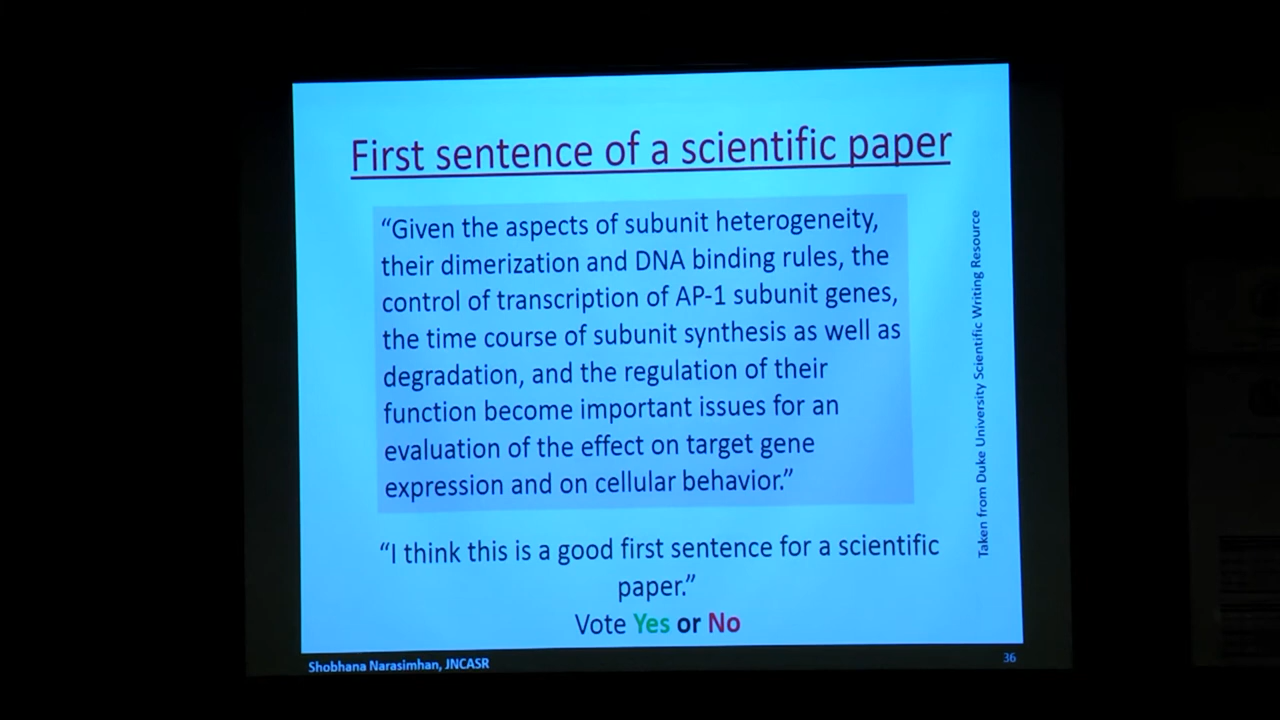 First sentence of a scientific paper
“Given the aspects of subunit heterogeneity,
their dimerization and DNA binding rules, the
control of transcription of AP-1 subunit genes,
the time course of subunit synthesis as well as
degradation, and the regulation of their
function become important issues for an
evaluation of the effect on target gene
expression and on cellular behavior.”
“I think this is a good first sentence for a scientific
paper.”
Vote Yes or No
Taken from Duke University Scientific Writing Resource
Shobhana Narasimhan, JNCASR
36